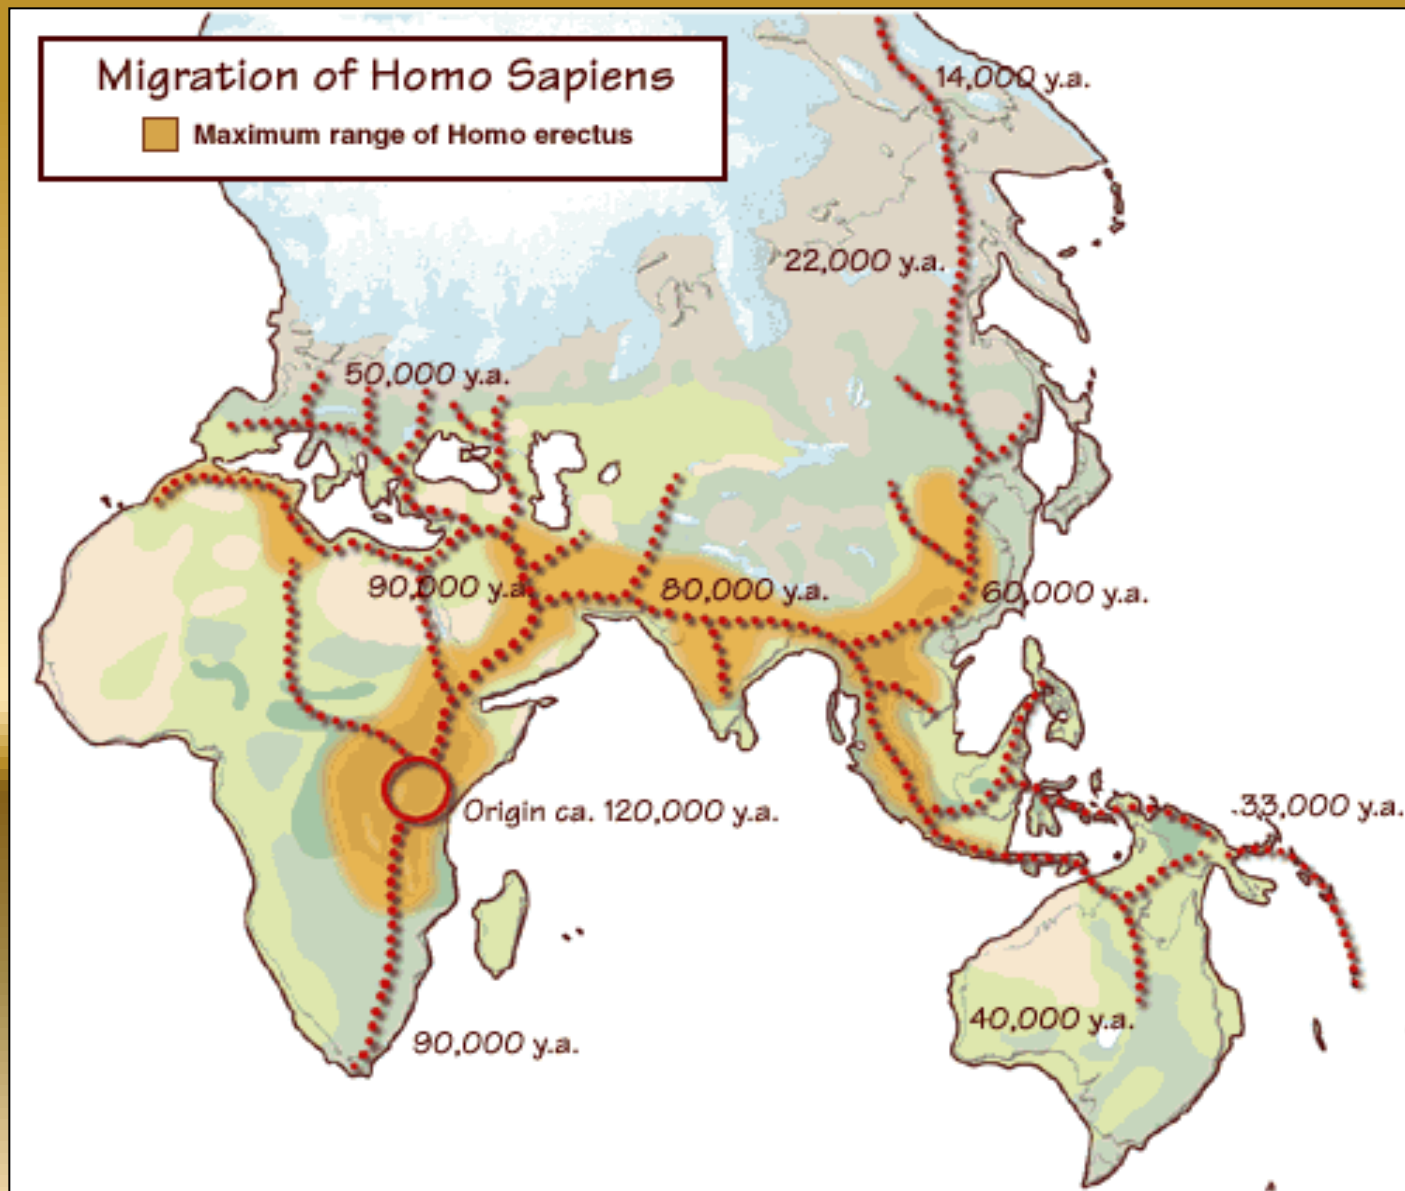 Migration of Homo Sapiens
Maximum range of Homo erectus
14,000 y.a.
22,000 y.a.
50,000 y.a.
90,000 y.a.
80,000 y.a.
60,000 y.a.
Origin ca. 120,000 y.a.
33,000 y.a.
40,000 y.a.
90,000 y.a.